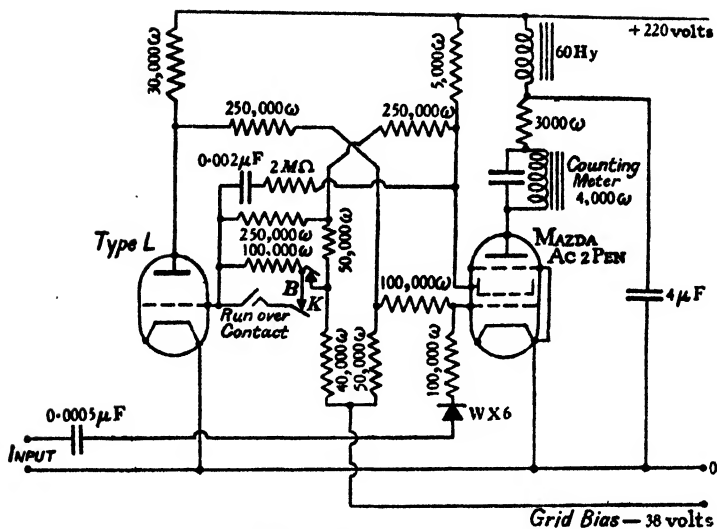 +220 volts
30,000ω
5,000ω
60Hy
250,000ω
250,000ω
3000ω
0·002μF
2MΩ
Counting
Meter
4,000ω
Type L
250,000ω
100,000ω
50,000ω
MAZDA
AC 2PEN
B
K
Run over
Contact
100,000ω
4μF
40,000ω
50,000ω
100,000ω
0·0005μF
WX6
INPUT
0
Grid Bias — 38 volts